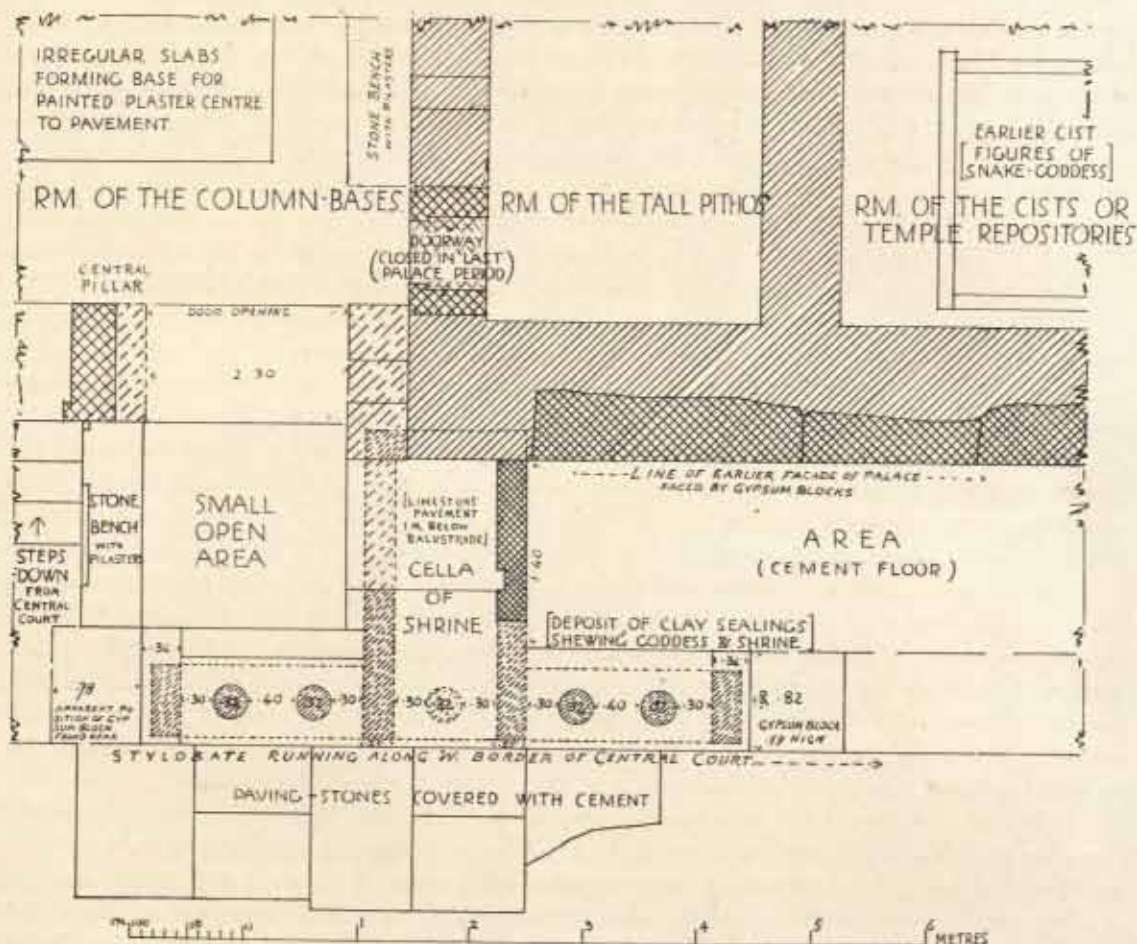 IRREGULAR SLABS
FORMING BASE FOR
PAINTED PLASTER CENTRE
TO PAVEMENT.
STONE BENCH
WITH PILASTERS
EARLIER CIST
[FIGURES OF
SNAKE-GODDESS]
RM. OF THE COLUMN-BASES
RM. OF THE TALL PITHOS
RM. OF THE CISTS OR
TEMPLE REPOSITORIES
DOORWAY
(CLOSED IN LAST
PALACE PERIOD)
CENTRAL
PILLAR
DOOR OPENING
2 30
LINE OF EARLIER FACADE OF PALACE
FACED BY GYPSUM BLOCKS
STONE
BENCH
WITH
PILASTERS
SMALL
OPEN
AREA
[LIMESTONE
PAVEMENT
1 M. BELOW
BALUSTRADE]
CELLA
OF
SHRINE
1·40
AREA
(CEMENT FLOOR)
↑
STEPS
DOWN
FROM
CENTRAL
COURT
[DEPOSIT OF CLAY SEALINGS
SHEWING GODDESS & SHRINE]
·78
·30 ·40 ·30 ·30 ·30 ·30 ·40 ·30
·82
GYPSUM BLOCK
HIGH
STYLOBATE RUNNING ALONG W. BORDER OF CENTRAL COURT
PAVING-STONES COVERED WITH CEMENT
1 2 3 4 5 6 METRES